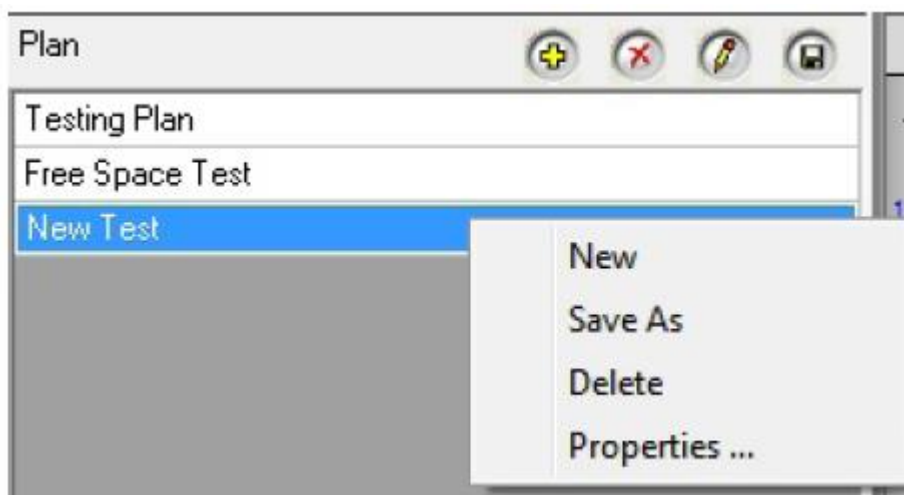 Plan
Testing Plan
Free Space Test
New Test
New
Save As
Delete
Properties ...